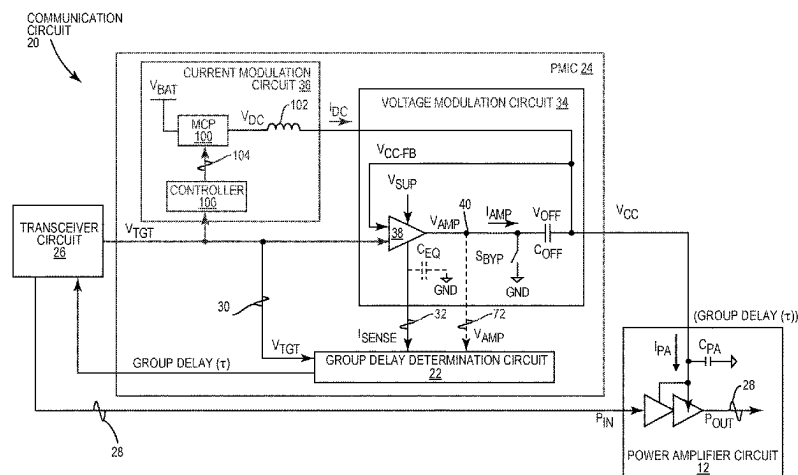 COMMUNICATION
CIRCUIT
20
CURRENT MODULATION
CIRCUIT 36
PMIC 24
VBAT
MCP
100
VDC
102
IDC
VOLTAGE MODULATION CIRCUIT 34
104
CONTROLLER
106
VCC-FB
VSUP
TRANSCEIVER
CIRCUIT
26
VTGT
38
VAMP
40
IAMP
VOFF
COFF
VCC
CEQ
GND
SBYP
GND
30
32
72
VTGT
ISENSE
VAMP
(GROUP DELAY (τ))
GROUP DELAY (τ)
GROUP DELAY DETERMINATION CIRCUIT
22
IPA
CPA
28
28
PIN
POUT
POWER AMPLIFIER CIRCUIT
12